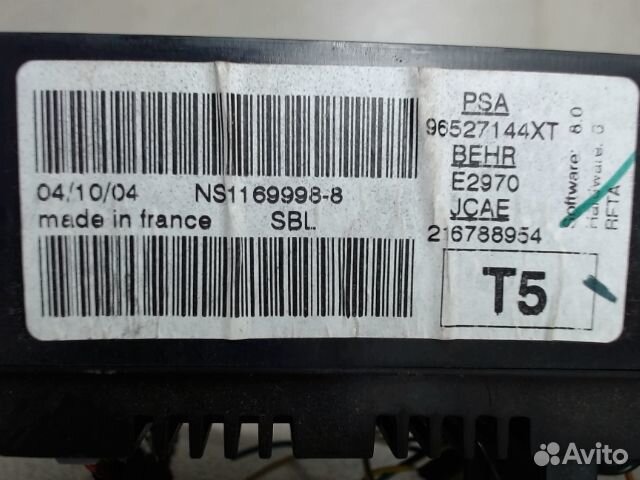 04/10/04 NS1169998-8
made in france SBL
PSA
96527144XT
BEHR
E2970
JCAE
216788954
T5
Software: 8.0
Hardware:
RFTA
Avito